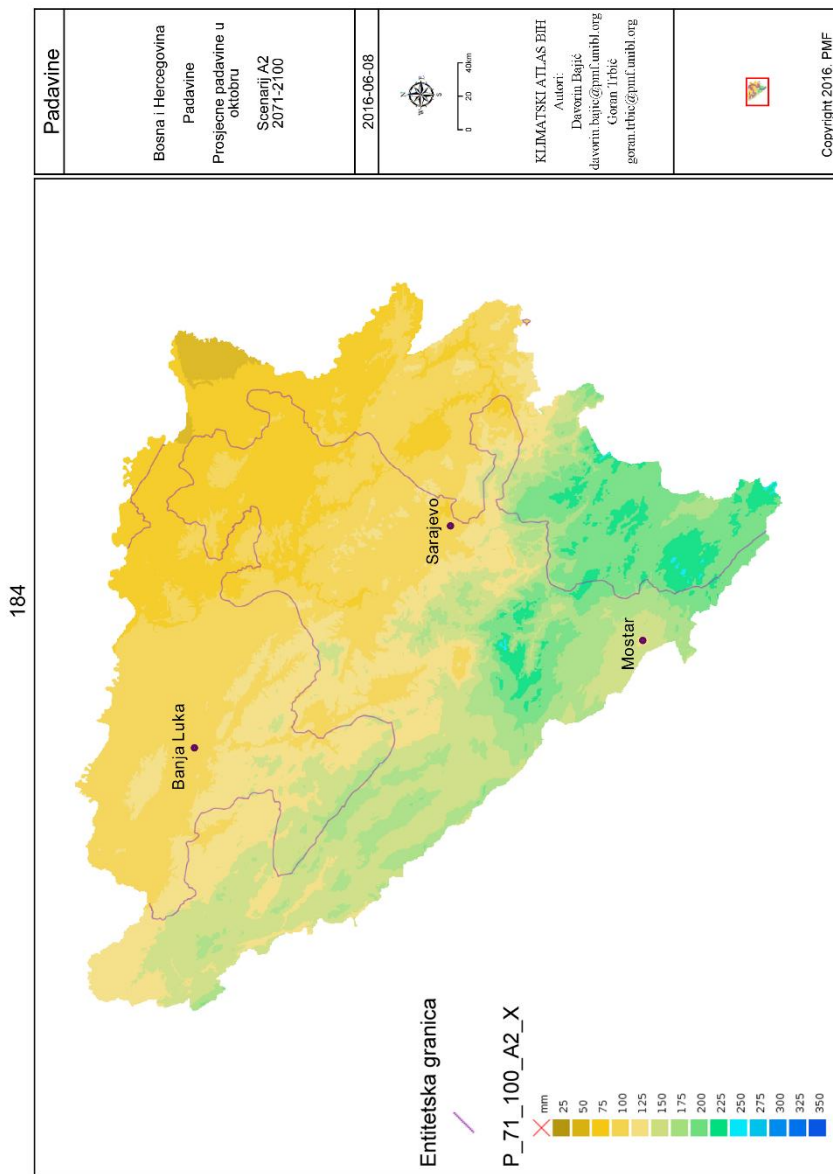 184
Padavine
Bosna i Hercegovina
Padavine
Prosjecne padavine u
oktobru
Scenarij A2
2071-2100
2016-06-08
N
W
E
S
0 20 40km
KLIMATSKI ATLAS BIH
Autori:
Davorin Bajić
davorin.bajic@pmf.unibl.org
Goran Trbić
goran.trbic@pmf.unibl.org
Copyright 2016. PMF
Banja Luka
Sarajevo
Mostar
Entitetska granica
P_71_100_A2_X
mm
25
50
75
100
125
150
175
200
225
250
275
300
325
350